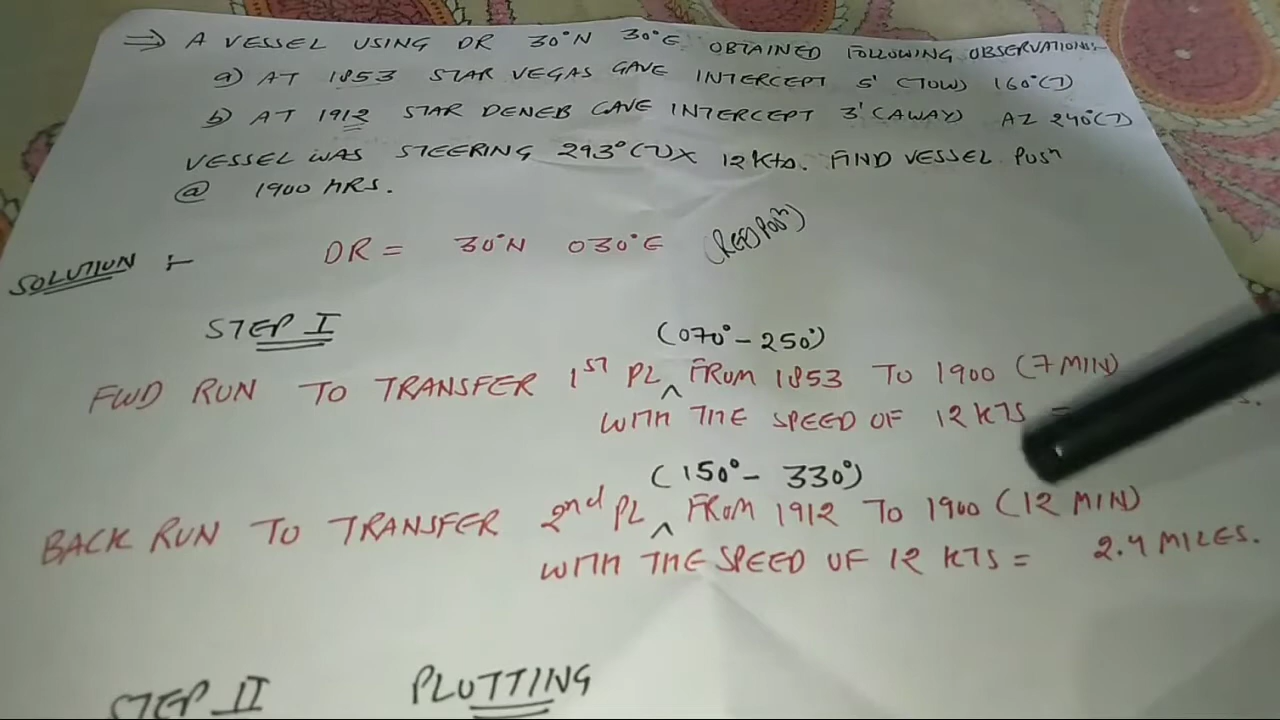 ⇒ A VESSEL USING DR 30°N 30°E OBTAINED FOLLOWING OBSERVATIONS:-
a) AT 1853 STAR VEGAS GAVE INTERCEPT 5' (TOW) 160°(T)
b) AT 1912 STAR DENEB GAVE INTERCEPT 3' (AWAY) AZ 240°(T)
VESSEL WAS STEERING 293°(T) X 12 Kts. FIND VESSEL POSN
@ 1900 HRS.
SOLUTION :- DR = 30°N 030°E (RED POSN)
STEP I
(070° - 250°)
FWD RUN TO TRANSFER 1ST PL ^ FROM 1853 TO 1900 (7 MIN)
WITH THE SPEED OF 12 KTS =
(150° - 330°)
BACK RUN TO TRANSFER 2nd PL ^ FROM 1912 TO 1900 (12 MIN)
WITH THE SPEED OF 12 KTS = 2.4 MILES.
STEP II PLOTTING